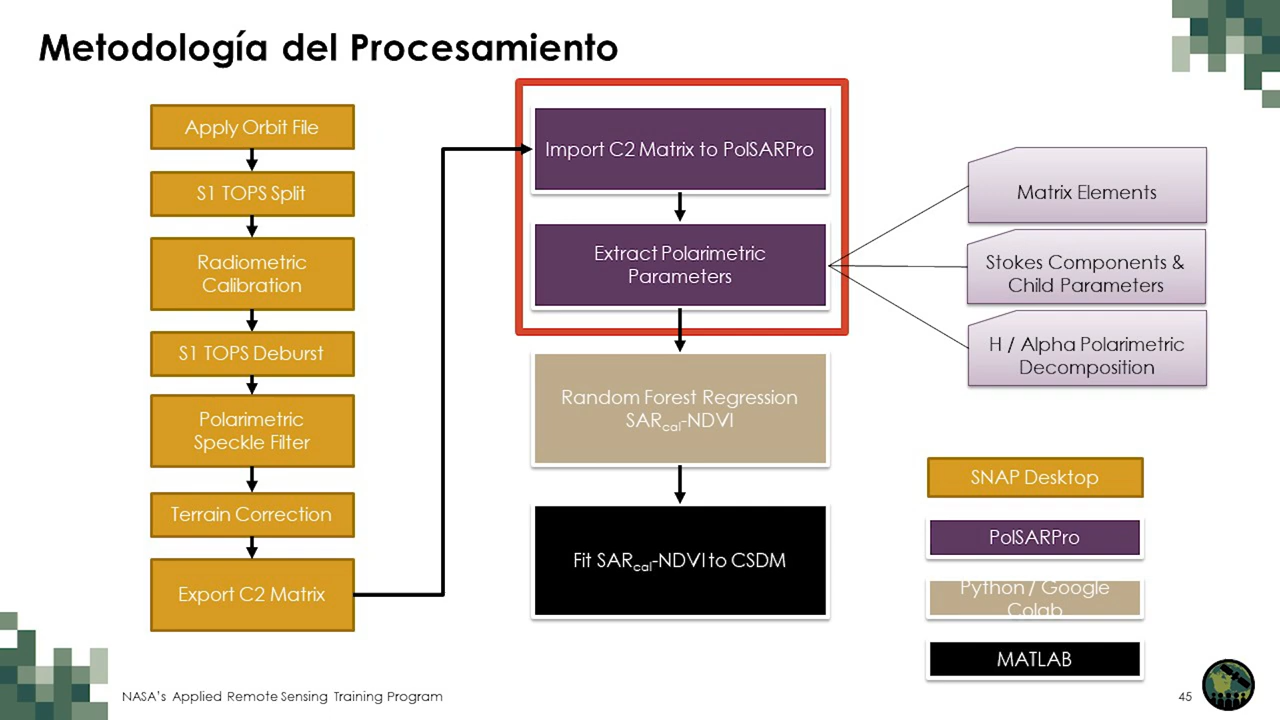 Metodología del Procesamiento
Apply Orbit File
S1 TOPS Split
Radiometric
Calibration
S1 TOPS Deburst
Polarimetric
Speckle Filter
Terrain Correction
Export C2 Matrix
Import C2 Matrix to PolSARPro
Extract Polarimetric
Parameters
Random Forest Regression
SARcal-NDVI
Fit SARcal-NDVI to CSDM
Matrix Elements
Stokes Components &
Child Parameters
H / Alpha Polarimetric
Decomposition
SNAP Desktop
PolSARPro
Python / Google
Colab
MATLAB
NASA's Applied Remote Sensing Training Program
45